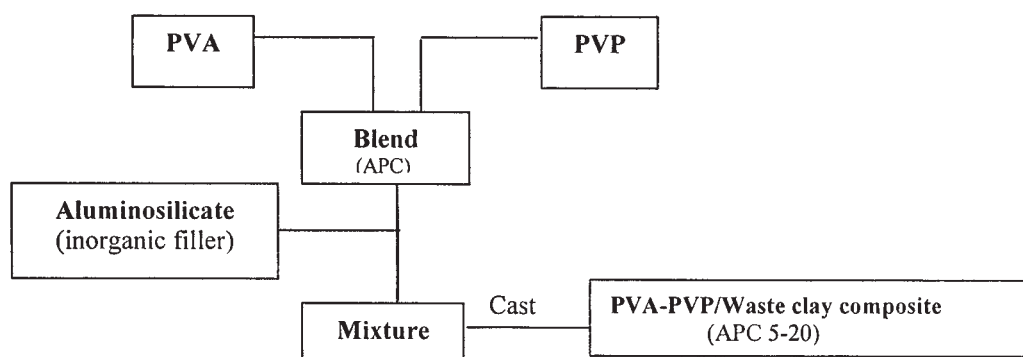 PVA
PVP
Blend
(APC)
Aluminosilicate
(inorganic filler)
Mixture
Cast
PVA-PVP/Waste clay composite
(APC 5-20)